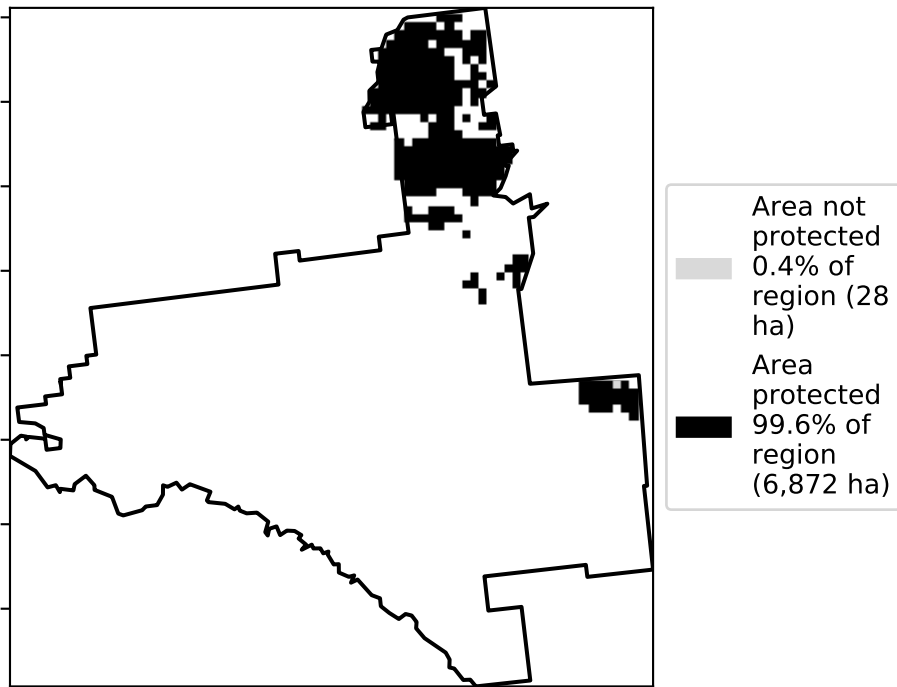 Area not
protected
0.4% of
region (28
ha)
Area
protected
99.6% of
region
(6,872 ha)